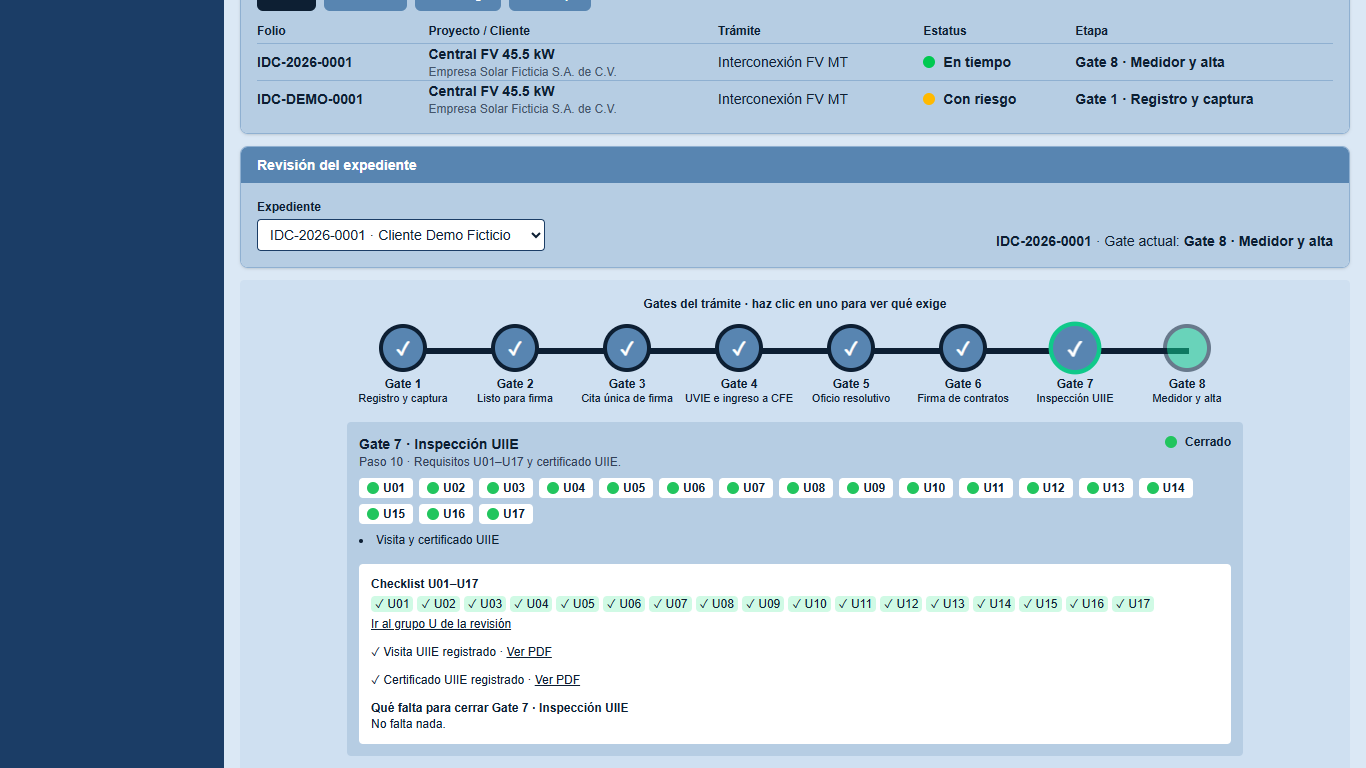 Folio Proyecto / Cliente Trámite Estatus Etapa
IDC-2026-0001 Central FV 45.5 kW Interconexión FV MT En tiempo Gate 8 · Medidor y alta
Empresa Solar Ficticia S.A. de C.V.
IDC-DEMO-0001 Central FV 45.5 kW Interconexión FV MT Con riesgo Gate 1 · Registro y captura
Empresa Solar Ficticia S.A. de C.V.
Revisión del expediente
Expediente
IDC-2026-0001 · Cliente Demo Ficticio
IDC-2026-0001 · Gate actual: Gate 8 · Medidor y alta
Gates del trámite · haz clic en uno para ver qué exige
✓ ✓ ✓ ✓ ✓ ✓ ✓
Gate 1 Gate 2 Gate 3 Gate 4 Gate 5 Gate 6 Gate 7 Gate 8
Registro y captura Listo para firma Cita única de firma UVIE e ingreso a CFE Oficio resolutivo Firma de contratos Inspección UIIE Medidor y alta
Gate 7 · Inspección UIIE Cerrado
Paso 10 · Requisitos U01–U17 y certificado UIIE.
U01 U02 U03 U04 U05 U06 U07 U08 U09 U10 U11 U12 U13 U14
U15 U16 U17
• Visita y certificado UIIE
Checklist U01–U17
✓ U01 ✓ U02 ✓ U03 ✓ U04 ✓ U05 ✓ U06 ✓ U07 ✓ U08 ✓ U09 ✓ U10 ✓ U11 ✓ U12 ✓ U13 ✓ U14 ✓ U15 ✓ U16 ✓ U17
Ir al grupo U de la revisión
✓ Visita UIIE registrado · Ver PDF
✓ Certificado UIIE registrado · Ver PDF
Qué falta para cerrar Gate 7 · Inspección UIIE
No falta nada.